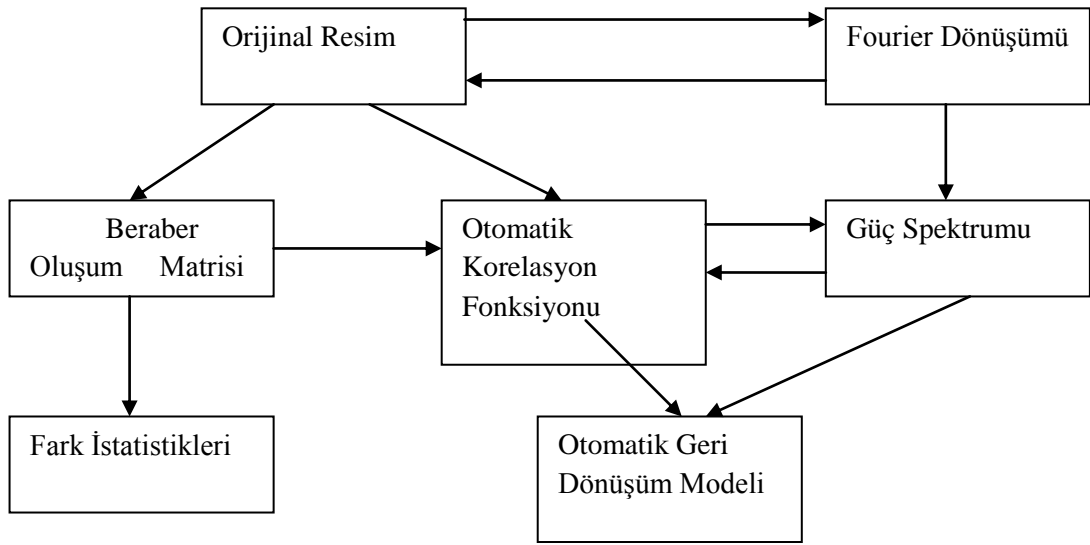 Orijinal Resim
Fourier Dönüşümü
Beraber
Oluşum Matrisi
Otomatik
Korelasyon
Fonksiyonu
Güç Spektrumu
Fark İstatistikleri
Otomatik Geri
Dönüşüm Modeli